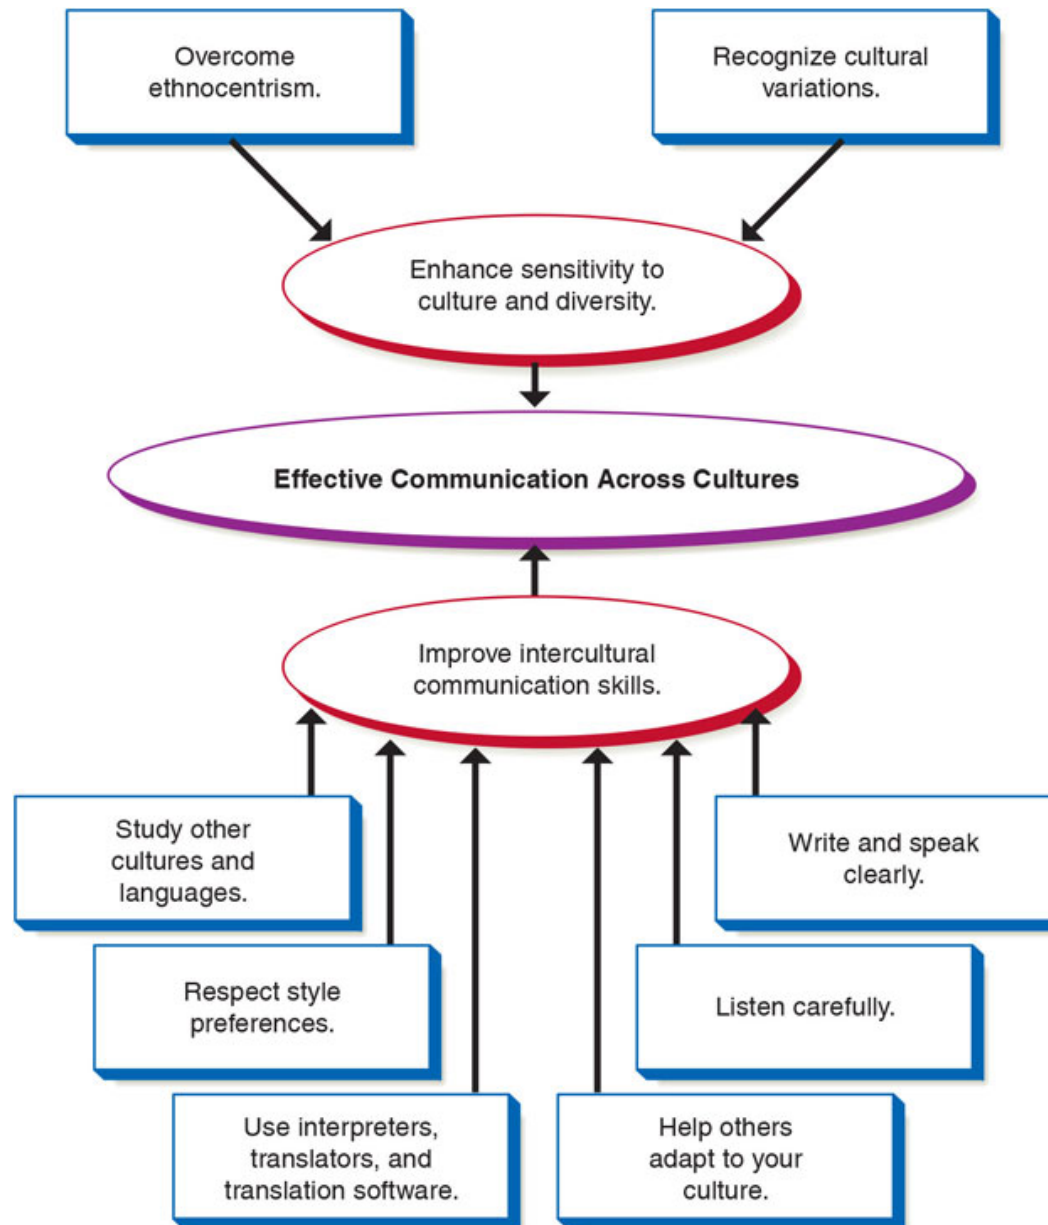 Overcome
ethnocentrism.
Recognize cultural
variations.
Enhance sensitivity to
culture and diversity.
Effective Communication Across Cultures
Improve intercultural
communication skills.
Study other
cultures and
languages.
Write and speak
clearly.
Respect style
preferences.
Listen carefully.
Use interpreters,
translators, and
translation software.
Help others
adapt to your
culture.